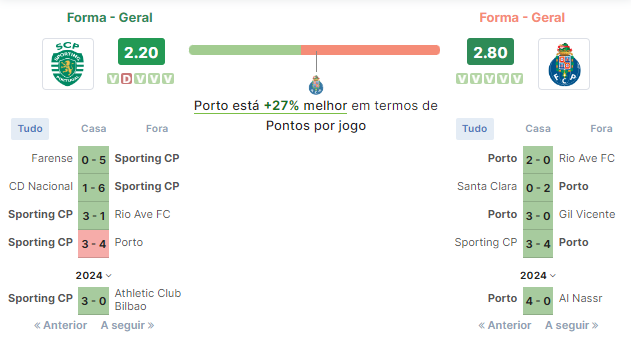 Forma - Geral
SCP
SPORTING
PORTUGAL
2.20
V D V V V
Tudo Casa Fora
Farense 0 - 5 Sporting CP
CD Nacional 1 - 6 Sporting CP
Sporting CP 3 - 1 Rio Ave FC
Sporting CP 3 - 4 Porto
2024
Sporting CP 3 - 0 Athletic Club
Bilbao
« Anterior A seguir »
Porto está +27% melhor em termos de
Pontos por jogo
Forma - Geral
2.80
V V V V V
FCP
Tudo Casa Fora
Porto 2 - 0 Rio Ave FC
Santa Clara 0 - 2 Porto
Porto 3 - 0 Gil Vicente
Sporting CP 3 - 4 Porto
2024
Porto 4 - 0 Al Nassr
« Anterior A seguir »